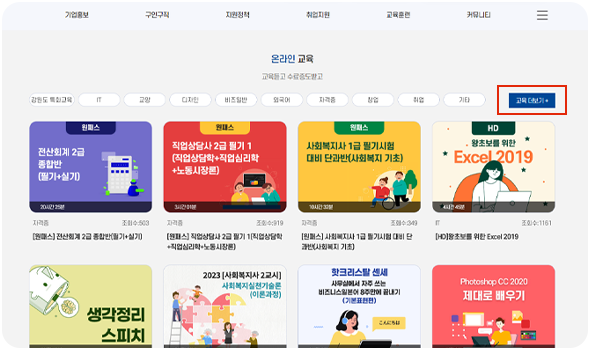 기업홍보 구인구직 지원정책 취업지원 교육훈련 커뮤니티
온라인 교육
교육듣고 수료증도받고
강원도 특화교육 IT 교양 디자인 비즈일반 외국어 자격증 창업 취업 기타
교육 더보기 +
원패스
전산회계 2급
종합반
(필기+실기)
20시간 25분
자격증 조회수:503
[원패스] 전산회계 2급 종합반(필기+실기)
원패스
직업상담사 2급 필기 1
(직업상담학+직업심리학
+노동시장론)
3시간 01분
자격증 조회수:919
[원패스] 직업상담사 2급 필기 1(직업상담학
+직업심리학+노동시장론)
원패스
사회복지사 1급 필기시험
대비 단과반(사회복지 기초)
18시간 30분
자격증 조회수:349
[원패스] 사회복지사 1급 필기시험 대비 단
과반(사회복지 기초)
HD
왕초보를 위한
Excel 2019
4시간 45분
IT 조회수:1161
[HD]왕초보를 위한 Excel 2019
생각정리
스피치
2023 [사회복지사 2교시]
사회복지실천기술론
(이론과정)
핫크리스탈 센세
사무실에서 자주 쓰는
비즈니스일본어 8주만에 끝내기
(기본표현편)
こんにちは
Photoshop CC 2020
제대로 배우기